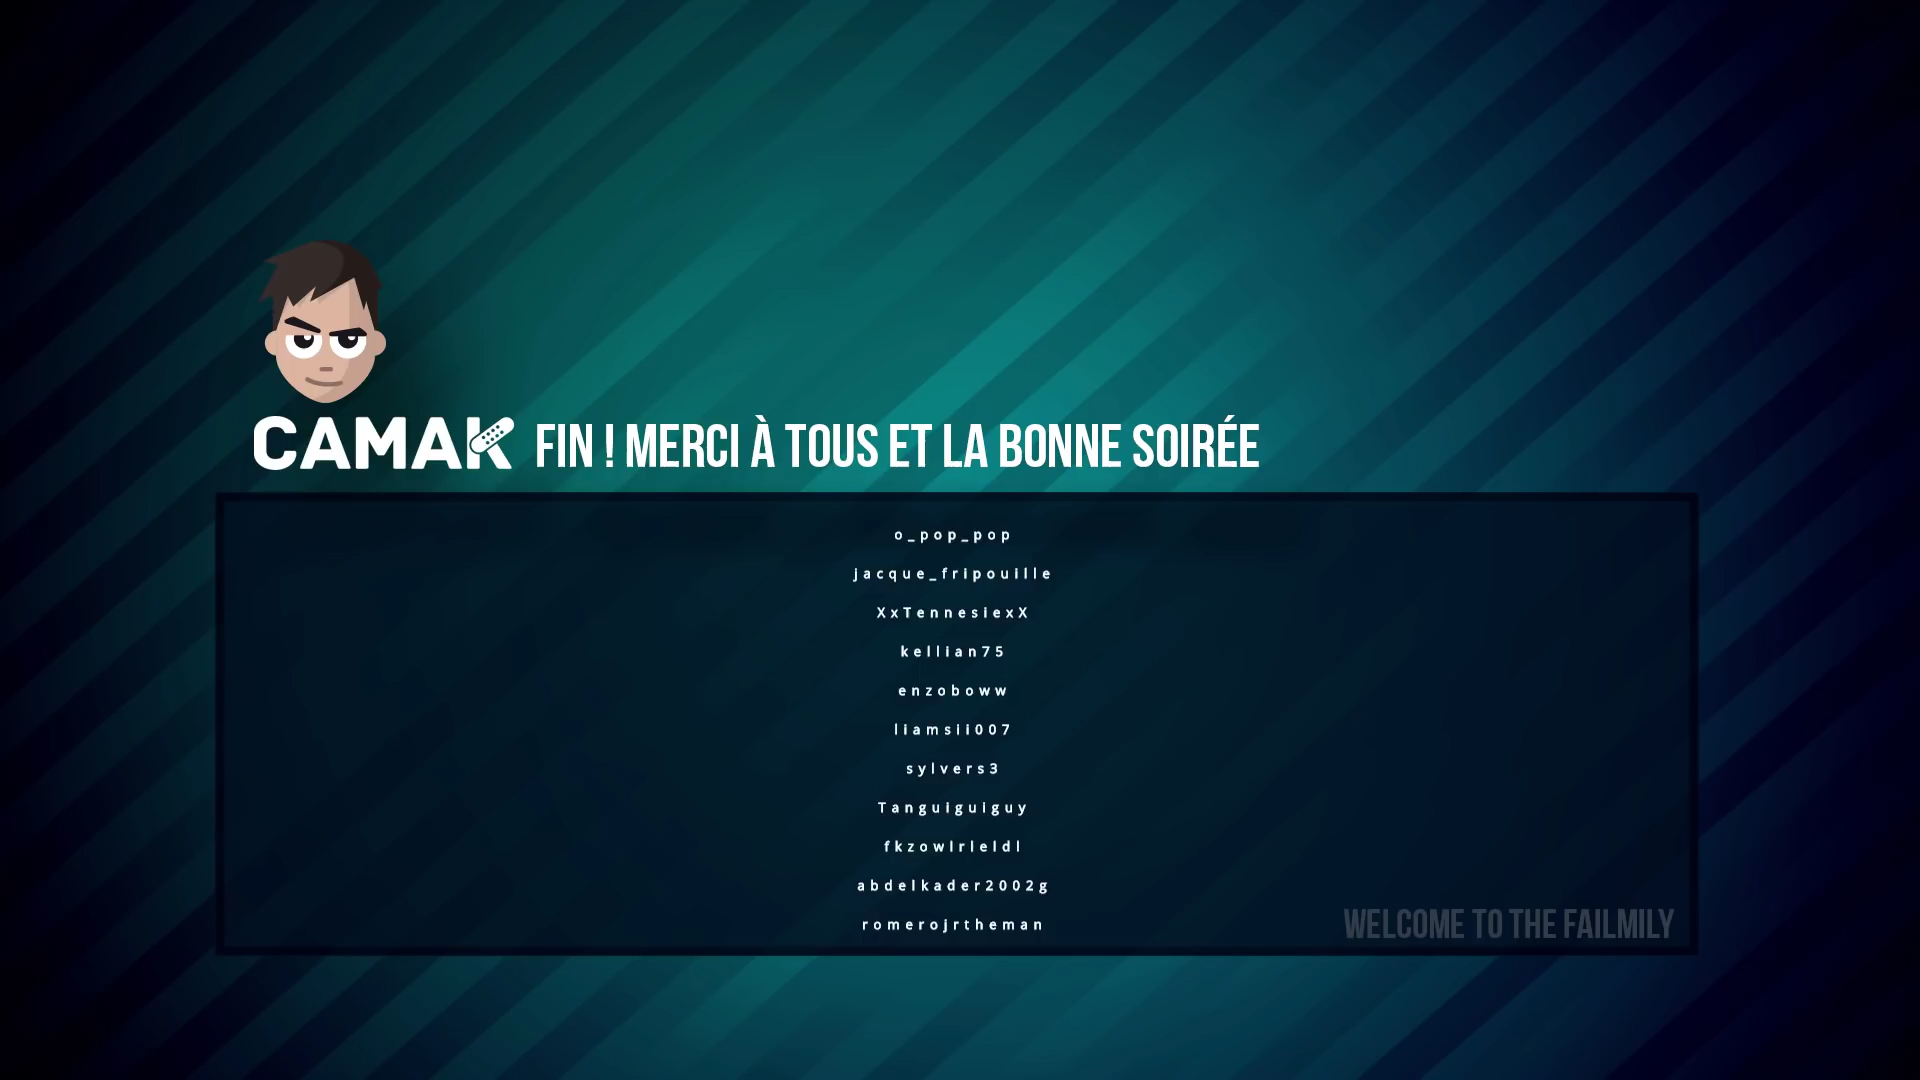 CAMAK FIN ! MERCI À TOUS ET LA BONNE SOIRÉE
o_pop_pop
jacque_fripouille
XxTennesiexX
kellian75
enzoboww
liamsii007
sylvers3
Tanguiguiguy
fkzowlrleldl
abdelkader2002g
romerojrtheman
WELCOME TO THE FAILMILY